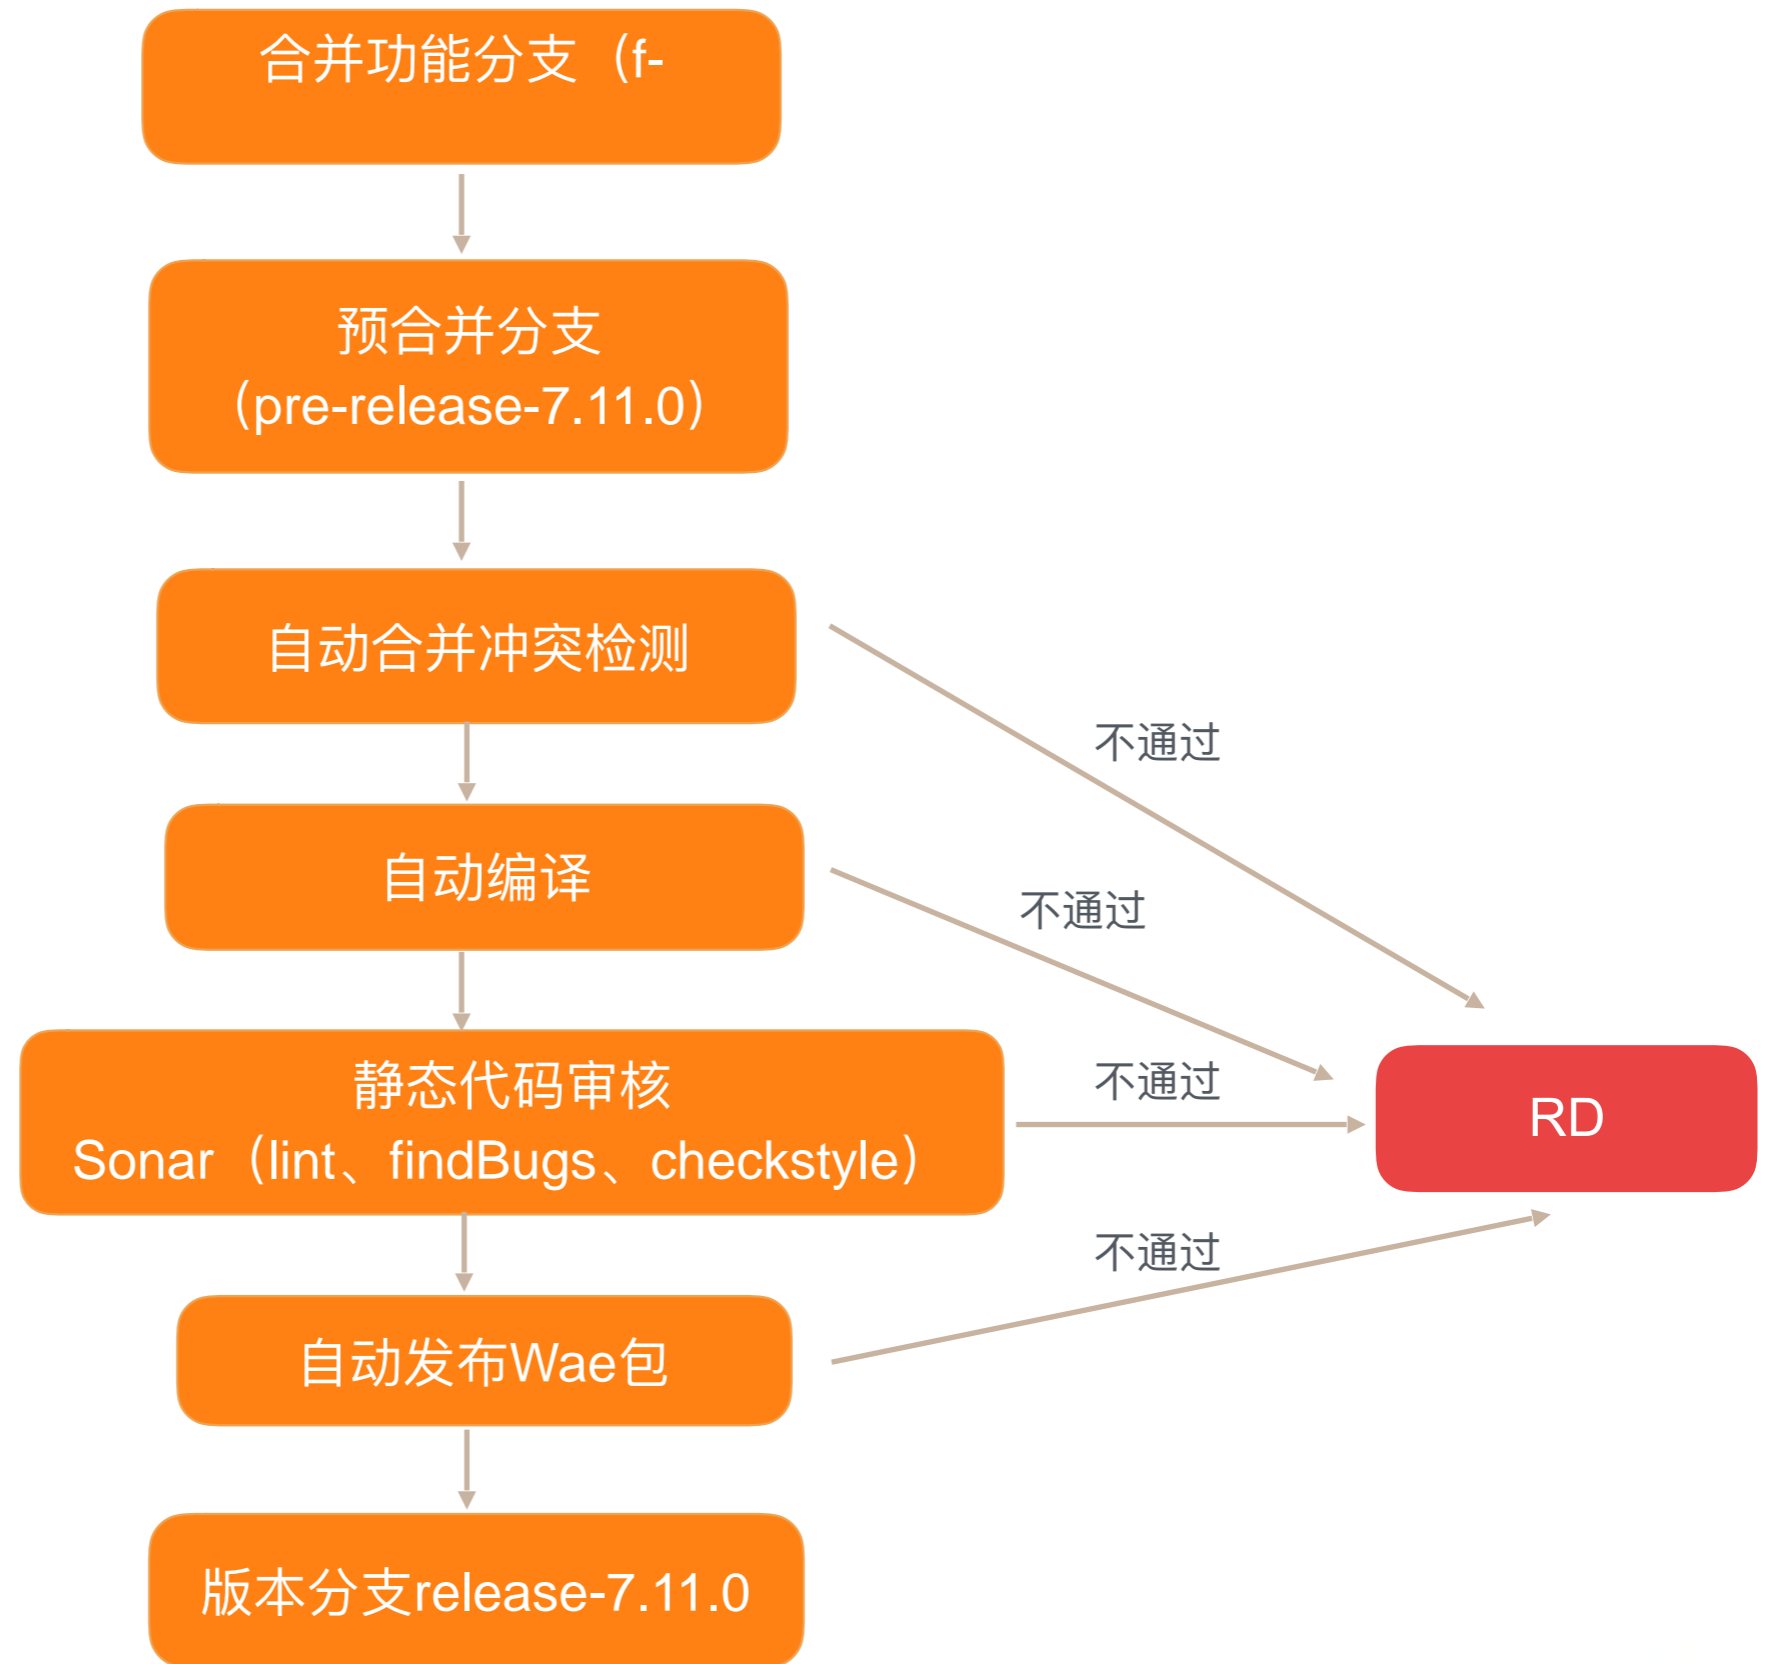 合并功能分支（f-
预合并分支
（pre-release-7.11.0）
自动合并冲突检测
不通过
自动编译
不通过
静态代码审核
Sonar（lint、findBugs、checkstyle）
不通过
RD
不通过
自动发布Wae包
版本分支release-7.11.0